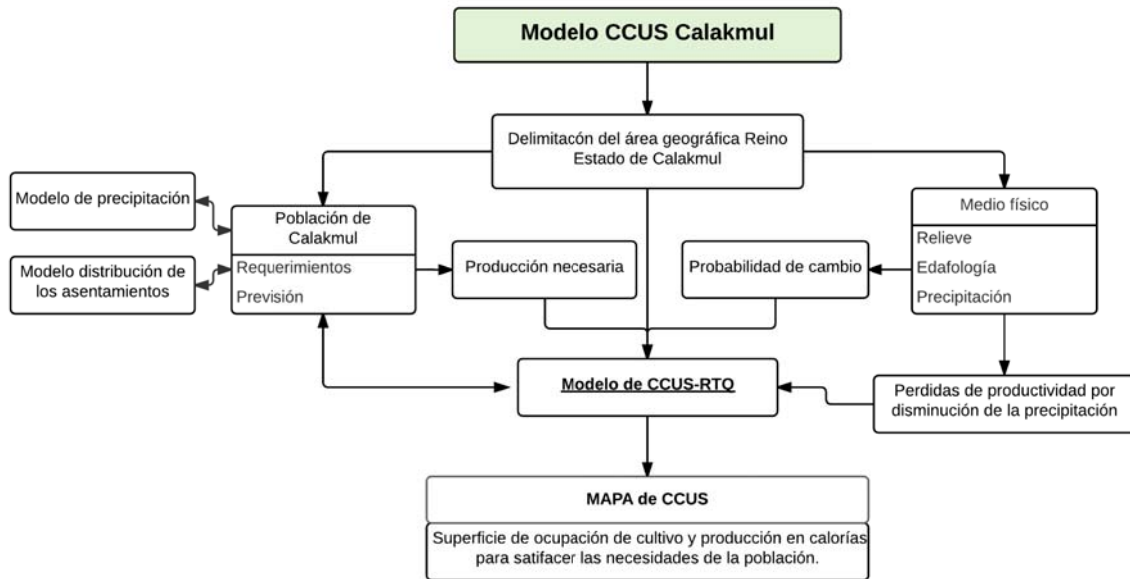 Modelo CCUS Calakmul
Delimitacón del área geográfica Reino
Estado de Calakmul
Modelo de precipitación
Modelo distribución de
los asentamientos
Población de
Calakmul
Requerimientos
Previsión
Producción necesaria
Probabilidad de cambio
Medio físico
Relieve
Edafología
Precipitación
Modelo de CCUS-RTQ
Perdidas de productividad por
disminución de la precipitación
MAPA de CCUS
Superficie de ocupación de cultivo y producción en calorías
para satifacer las necesidades de la población.